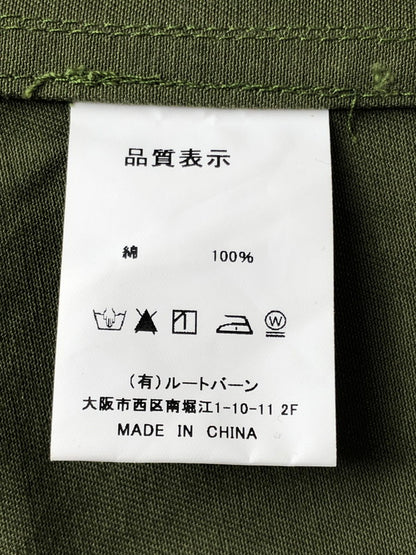 品質表示
綿 100%
W
(有)ルートバーン
大阪市西区南堀江1-10-11 2F
MADE IN CHINA